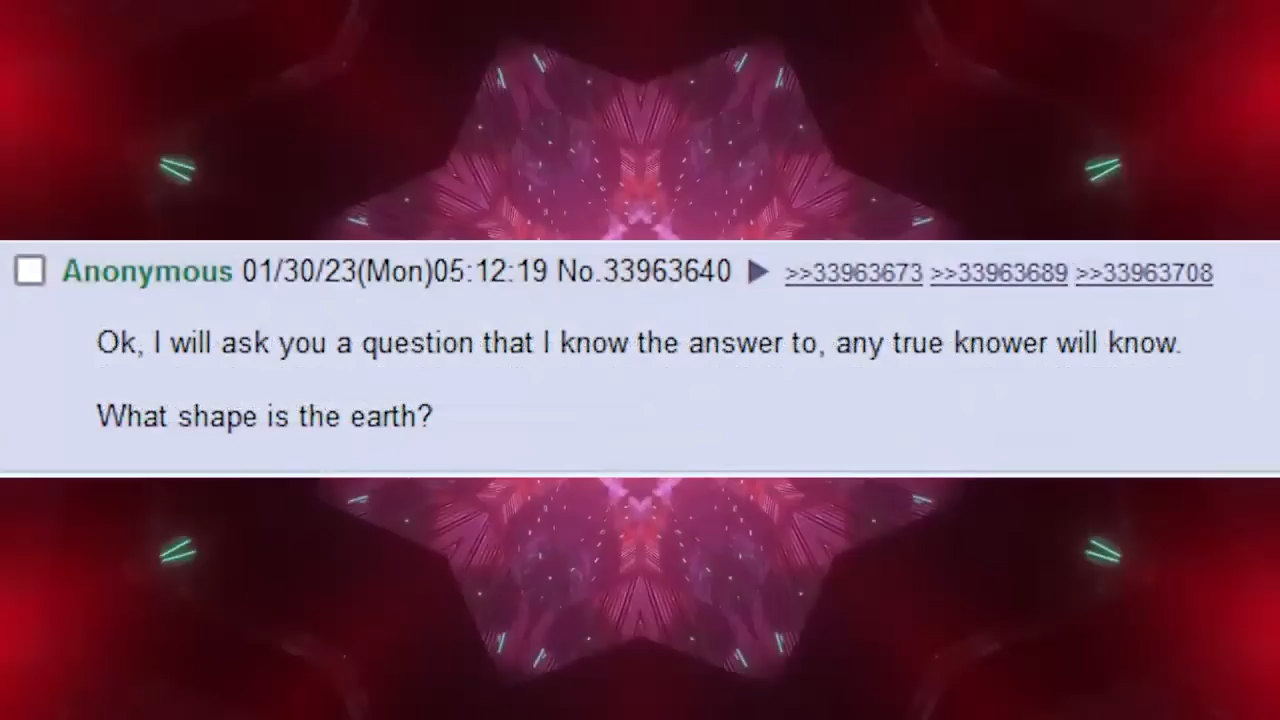 Anonymous 01/30/23(Mon)05:12:19 No.33963640 ▶ >>33963673 >>33963689 >>33963708
Ok, I will ask you a question that I know the answer to, any true knower will know.
What shape is the earth?